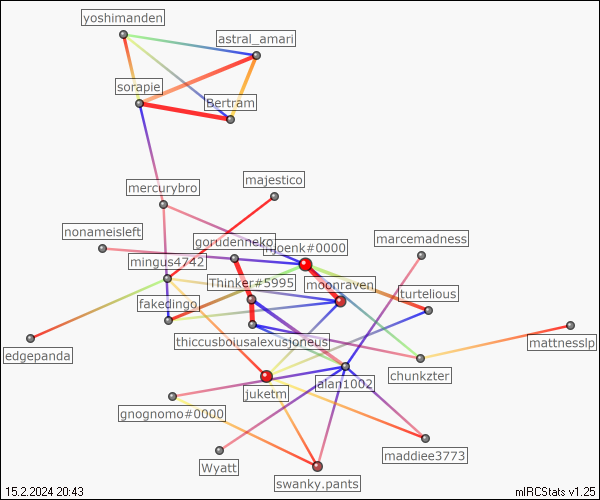 yoshimanden
astral_amari
sorapie
Bertram
mercurybro
majestico
nonameisleft
gorudenneko
njoenk#0000
marcemadness
mingus4742
Thinker#5995
moonraven
fakedingo
turtelious
thiccusboiusalexusjoneus
edgepanda
mattnesslp
chunkzter
alan1002
juketm
gnognomo#0000
maddiee3773
Wyatt
swanky.pants
15.2.2024 20:43
mIRCStats v1.25